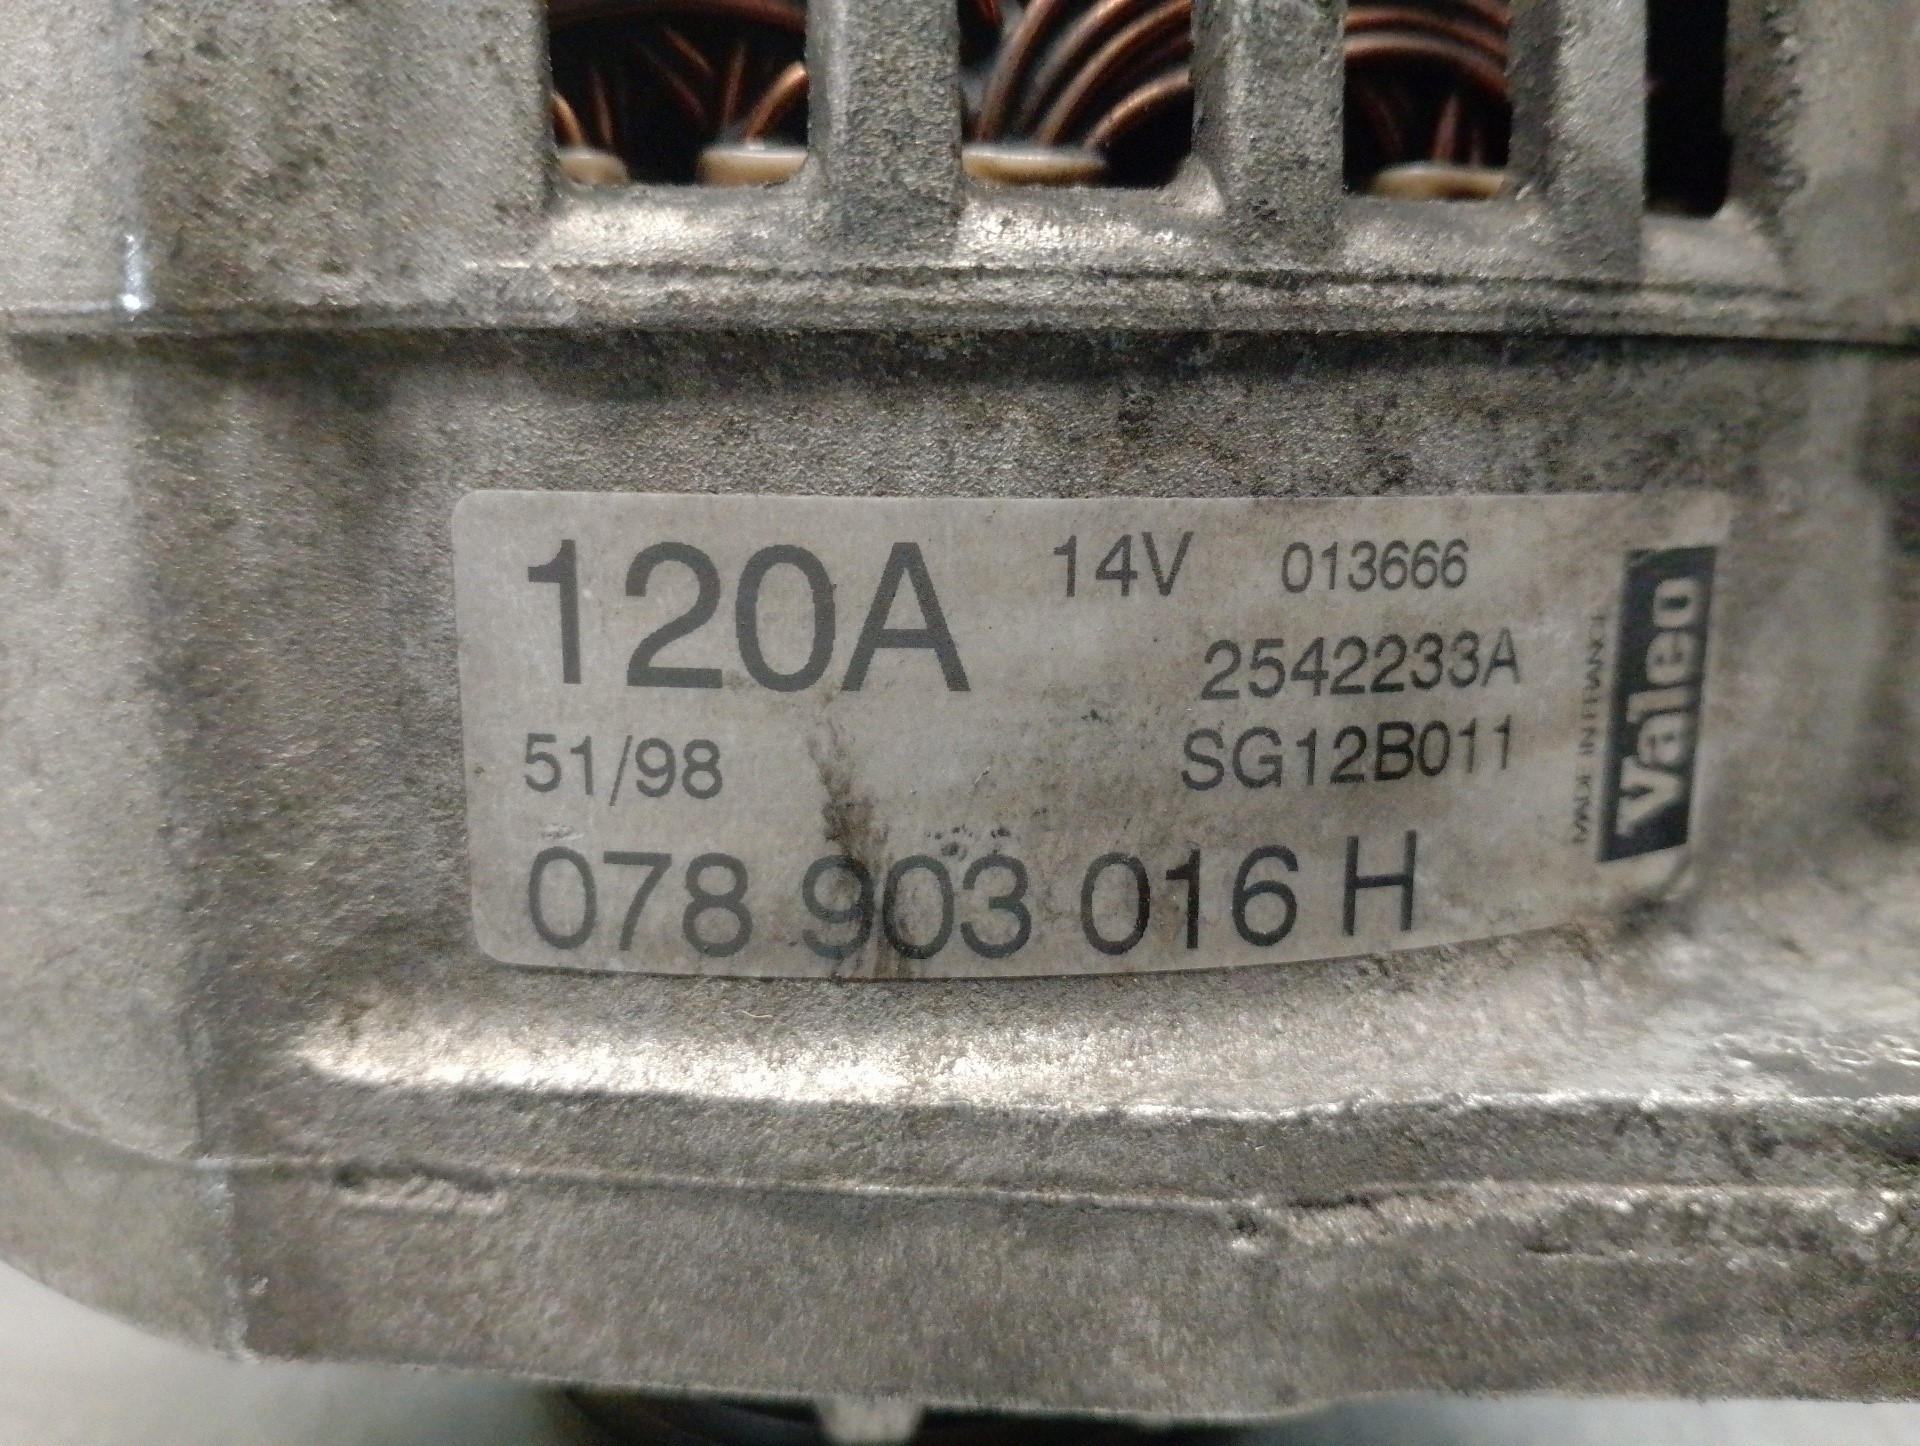 120A 14V 013666
2542233A
51/98 SG12B011
078 903 016 H
MADE IN FRANCE
Valeo